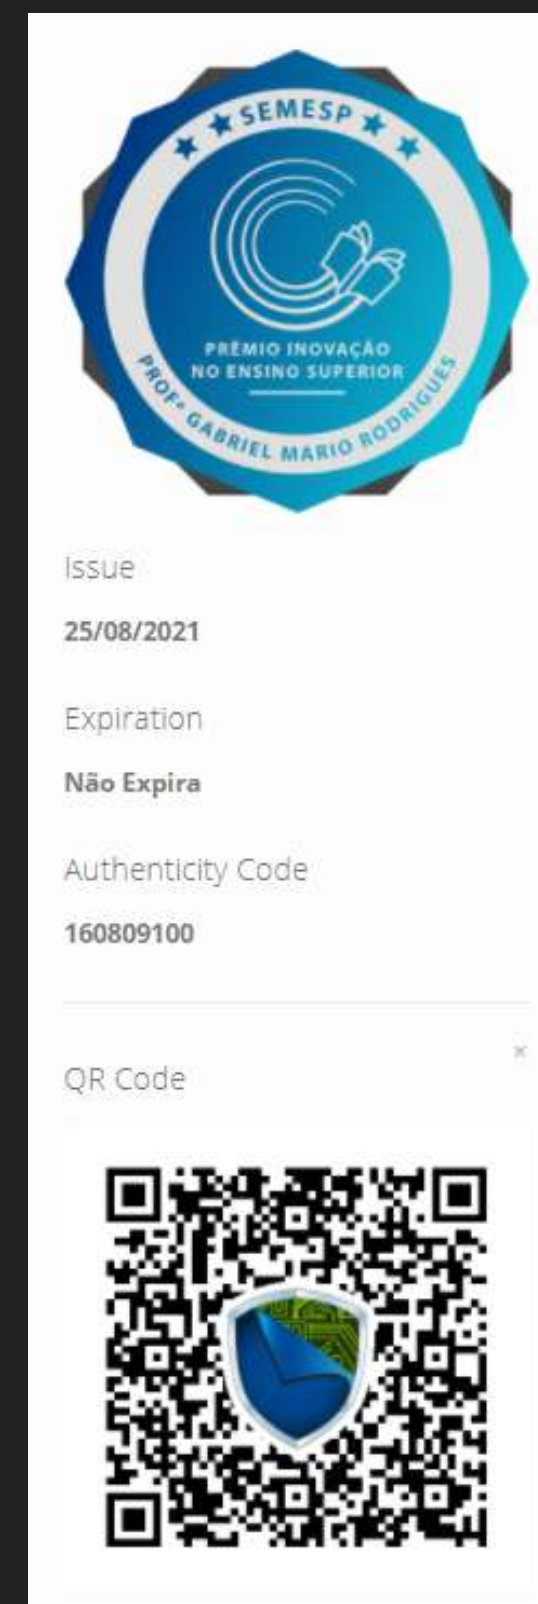 SEMESP
PRÊMIO INOVAÇÃO
NO ENSINO SUPERIOR
PROFº GABRIEL MARIO RODRIGUES
Issue
25/08/2021
Expiration
Não Expira
Authenticity Code
160809100
×
QR Code